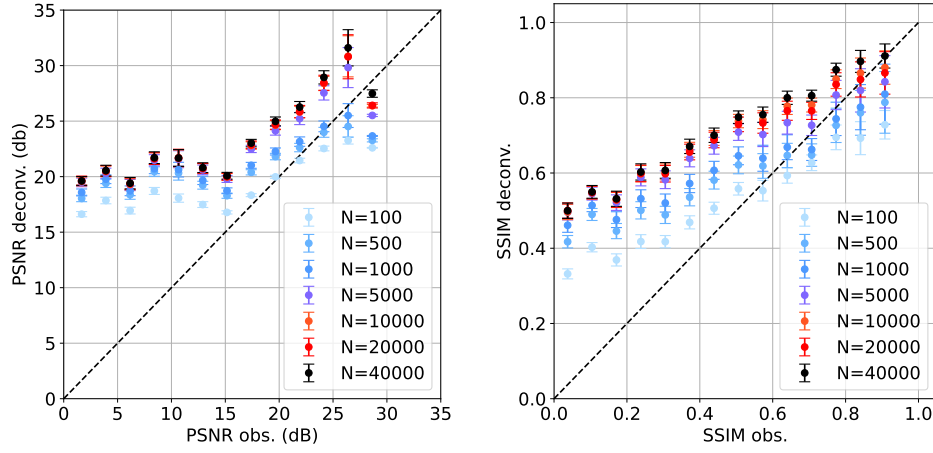 35
30
25
20
15
10
5
0
PSNR deconv. (db)
0
5
10
15
20
25
30
35
PSNR obs. (dB)
N=100
N=500
N=1000
N=5000
N=10000
N=20000
N=40000
1.0
0.8
0.6
0.4
0.2
0.0
SSIM deconv.
0.0
0.2
0.4
0.6
0.8
1.0
SSIM obs.
N=100
N=500
N=1000
N=5000
N=10000
N=20000
N=40000